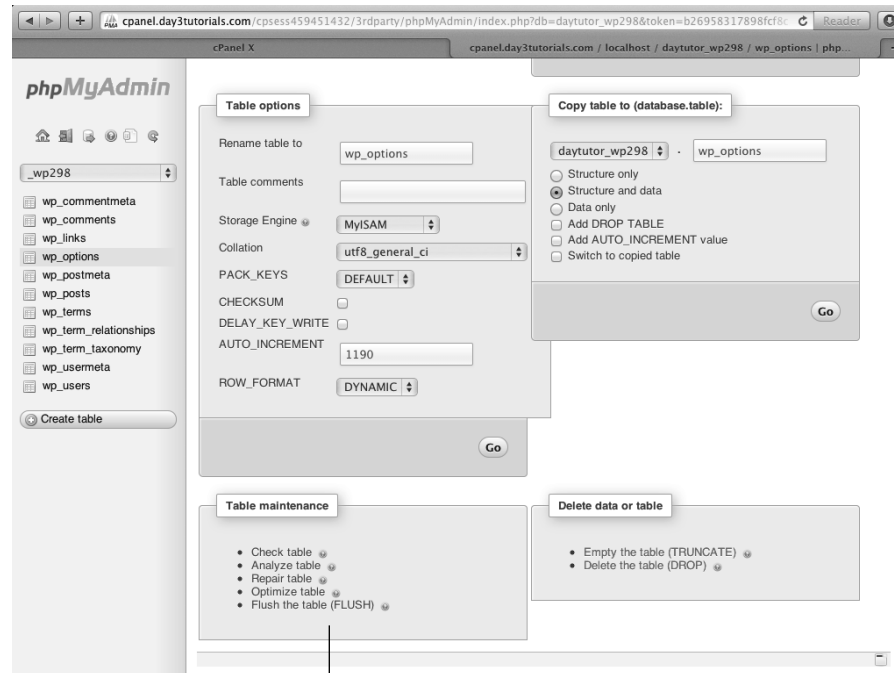 cpanel.day3tutorials.com/cpsess459451432/3rdparty/phpMyAdmin/index.php?db=daytutor_wp298&token=b26958317898fcf8c
Reader
cPanel X
cpanel.day3tutorials.com / localhost / daytutor_wp298 / wp_options | php...
phpMyAdmin
_wp298
wp_commentmeta
wp_comments
wp_links
wp_options
wp_postmeta
wp_posts
wp_terms
wp_term_relationships
wp_term_taxonomy
wp_usermeta
wp_users
Create table
Table options
Rename table to
wp_options
Table comments
Storage Engine
MyISAM
Collation
utf8_general_ci
PACK_KEYS
DEFAULT
CHECKSUM
DELAY_KEY_WRITE
AUTO_INCREMENT
1190
ROW_FORMAT
DYNAMIC
Go
Copy table to (database.table):
daytutor_wp298 . wp_options
Structure only
Structure and data
Data only
Add DROP TABLE
Add AUTO_INCREMENT value
Switch to copied table
Go
Table maintenance
Check table
Analyze table
Repair table
Optimize table
Flush the table (FLUSH)
Delete data or table
Empty the table (TRUNCATE)
Delete the table (DROP)